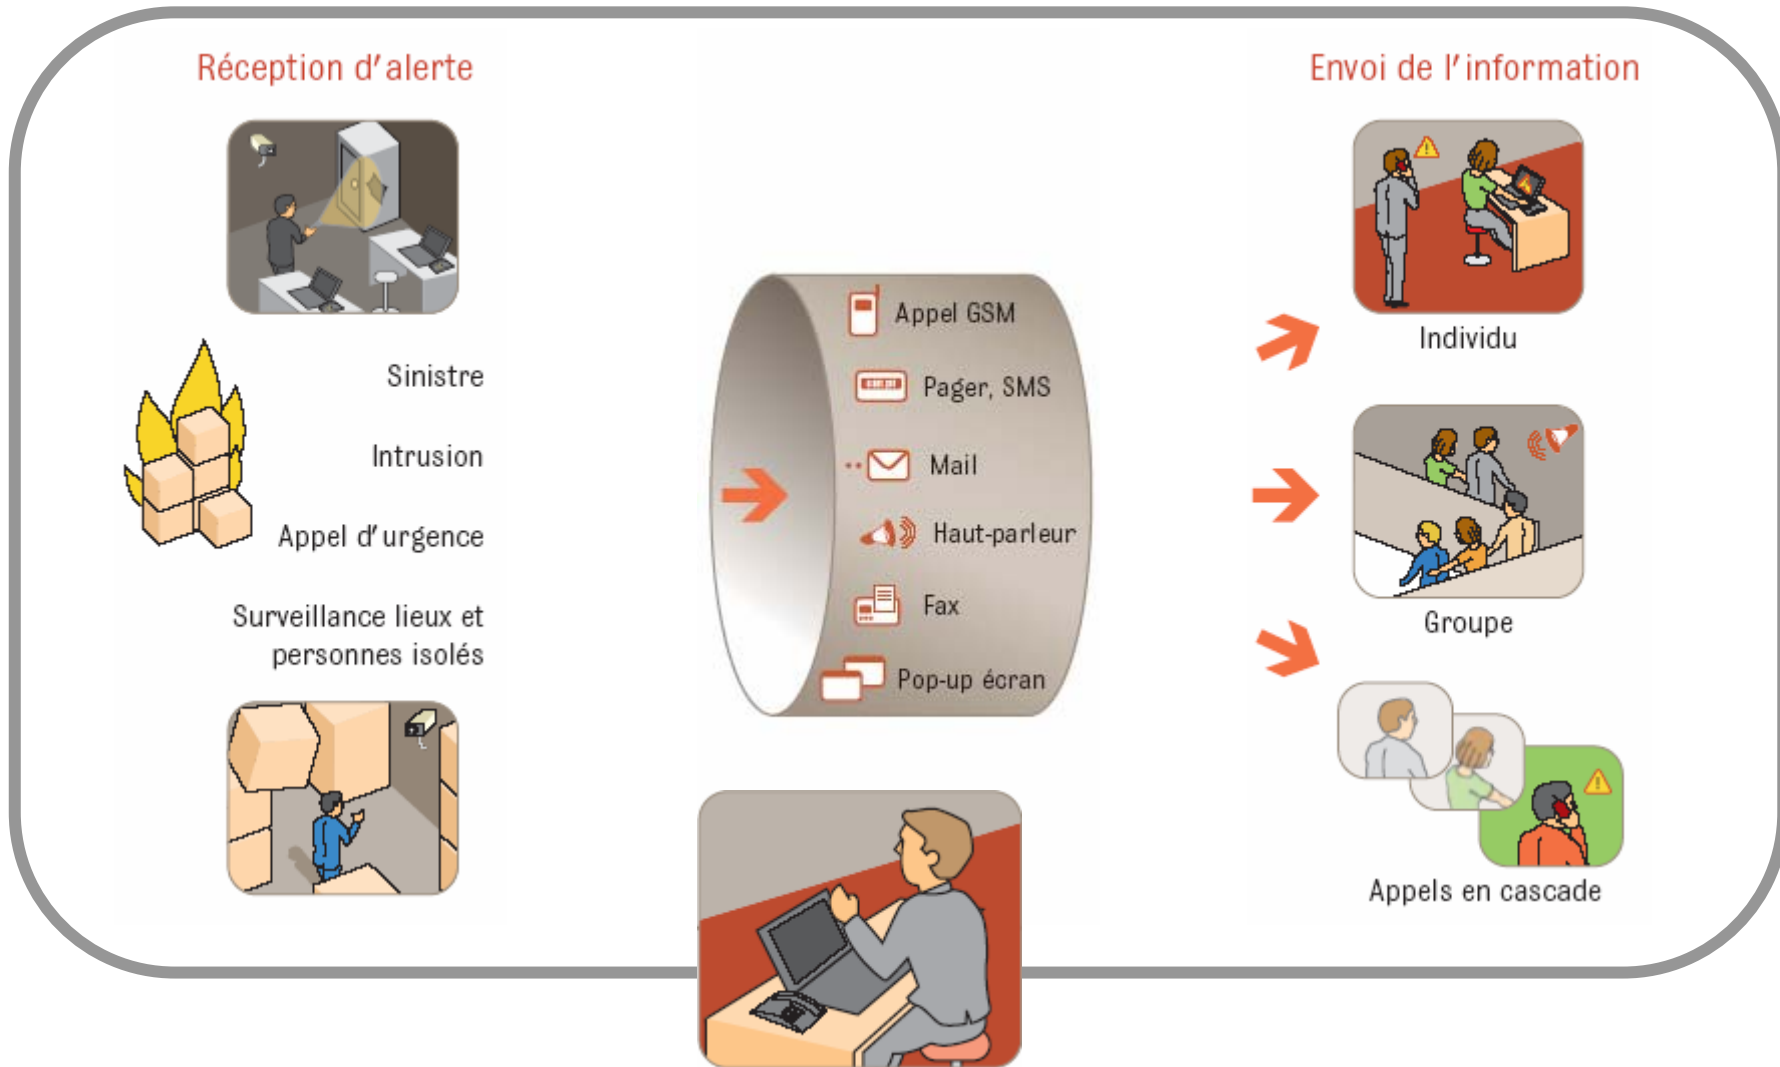 Réception d'alerte
Sinistre
Intrusion
Appel d'urgence
Surveillance lieux et
personnes isolés
Appel GSM
Pager, SMS
Mail
Haut-parleur
Fax
Pop-up écran
Envoi de l'information
Individu
Groupe
Appels en cascade